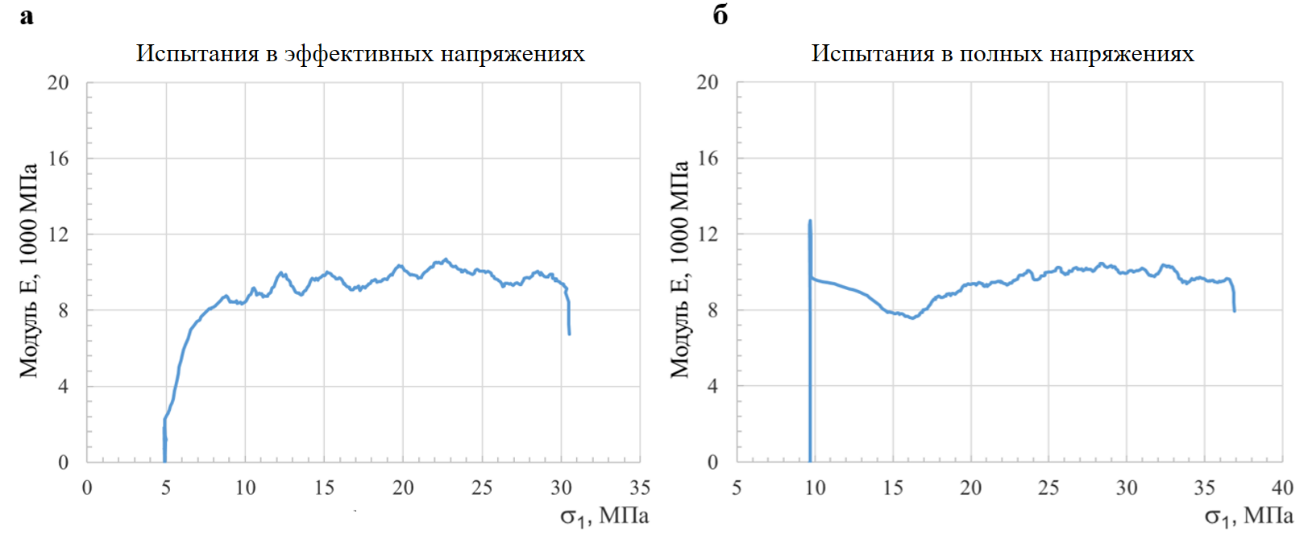 а
Испытания в эффективных напряжениях
Модуль E, 1000 МПа
20
16
12
8
4
0
0 5 10 15 20 25 30 35
σ1, МПа
б
Испытания в полных напряжениях
Модуль E, 1000 МПа
20
16
12
8
4
0
5 10 15 20 25 30 35 40
σ1, МПа